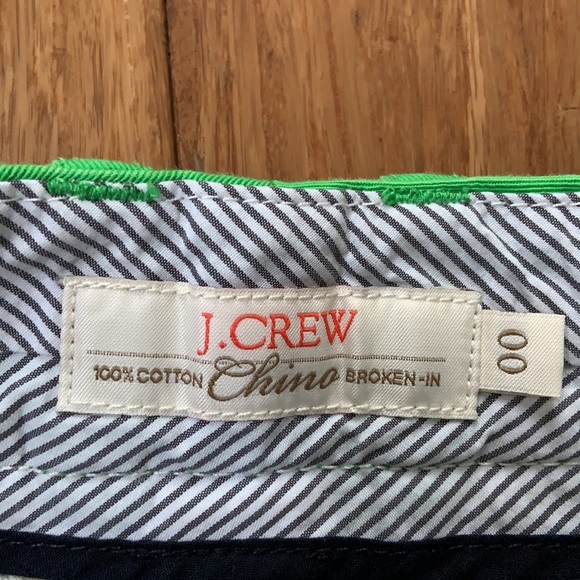 J.CREW
100% COTTON Chino BROKEN-IN
00